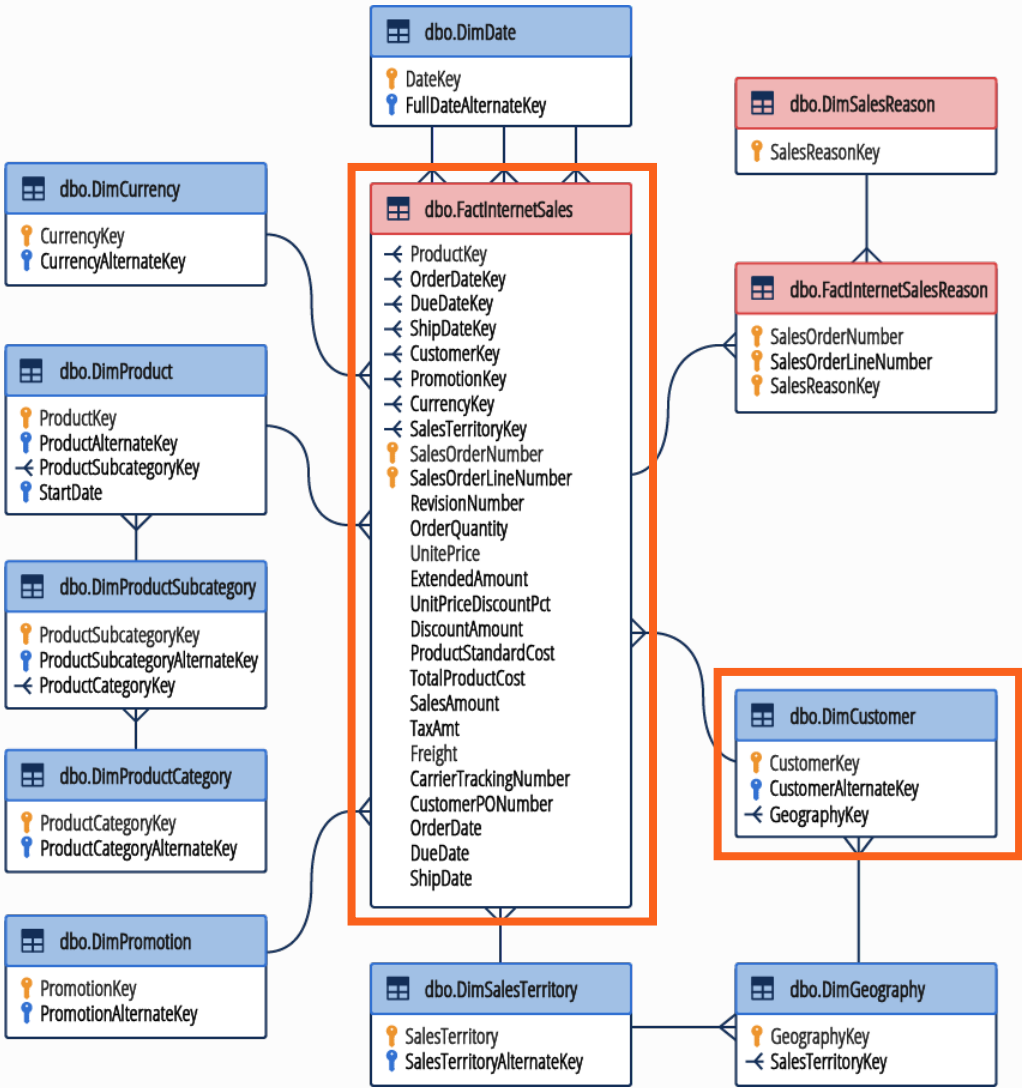 dbo.DimDate
DateKey
FullDateAlternateKey
dbo.DimSalesReason
SalesReasonKey
dbo.DimCurrency
CurrencyKey
CurrencyAlternateKey
dbo.FactInternetSales
ProductKey
OrderDateKey
DueDateKey
ShipDateKey
CustomerKey
PromotionKey
CurrencyKey
SalesTerritoryKey
SalesOrderNumber
SalesOrderLineNumber
RevisionNumber
OrderQuantity
UnitePrice
ExtendedAmount
UnitPriceDiscountPct
DiscountAmount
ProductStandardCost
TotalProductCost
SalesAmount
TaxAmt
Freight
CarrierTrackingNumber
CustomerPONumber
OrderDate
DueDate
ShipDate
dbo.FactInternetSalesReason
SalesOrderNumber
SalesOrderLineNumber
SalesReasonKey
dbo.DimProduct
ProductKey
ProductAlternateKey
ProductSubcategoryKey
StartDate
dbo.DimProductSubcategory
ProductSubcategoryKey
ProductSubcategoryAlternateKey
ProductCategoryKey
dbo.DimCustomer
CustomerKey
CustomerAlternateKey
GeographyKey
dbo.DimProductCategory
ProductCategoryKey
ProductCategoryAlternateKey
dbo.DimPromotion
PromotionKey
PromotionAlternateKey
dbo.DimSalesTerritory
SalesTerritory
SalesTerritoryAlternateKey
dbo.DimGeography
GeographyKey
SalesTerritoryKey